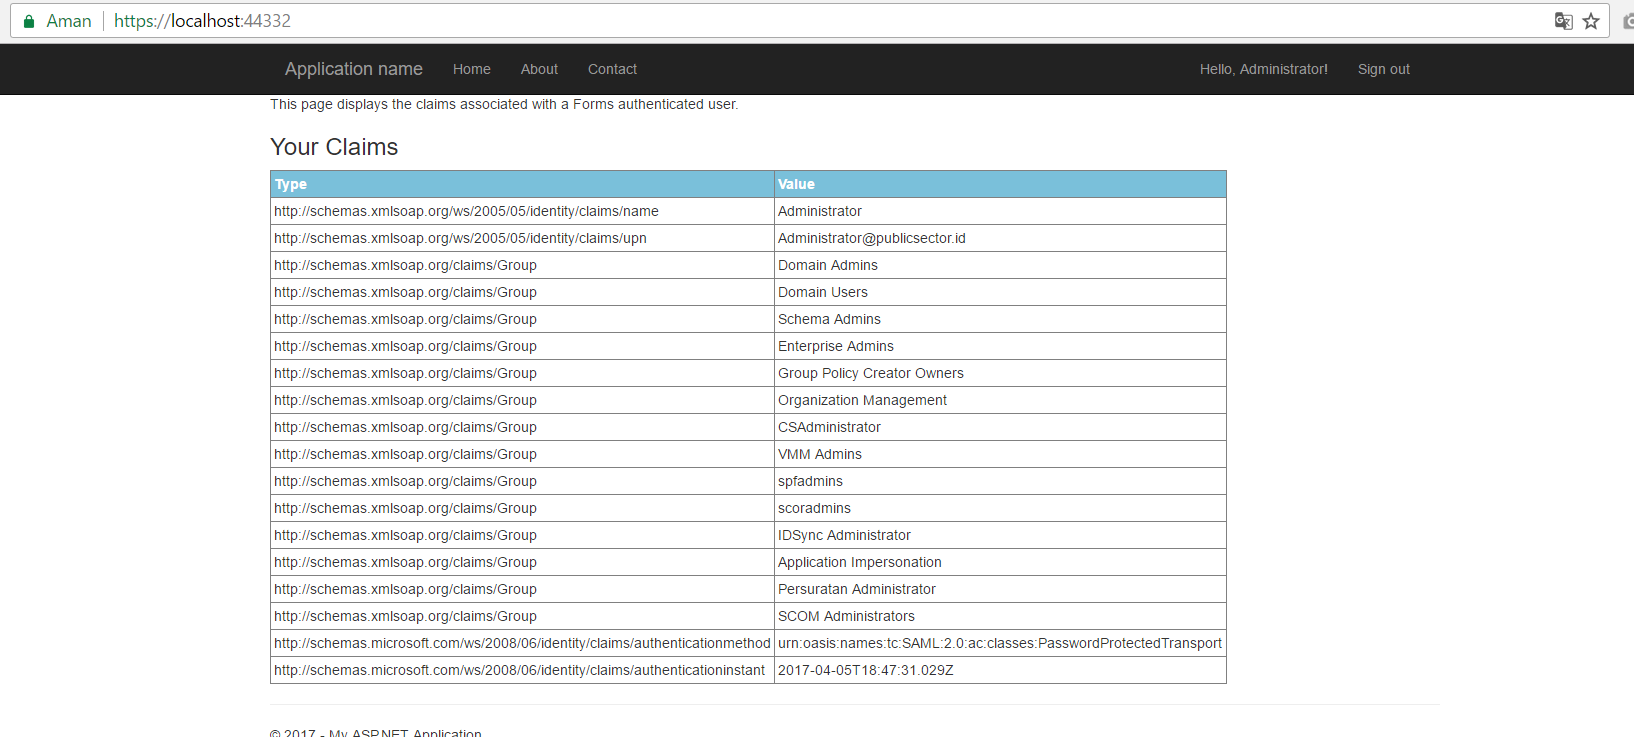 Aman https://localhost:44332
Application name Home About Contact Hello, Administrator! Sign out
This page displays the claims associated with a Forms authenticated user.
Your Claims
Type Value
http://schemas.xmlsoap.org/ws/2005/05/identity/claims/name Administrator
http://schemas.xmlsoap.org/ws/2005/05/identity/claims/upn Administrator@publicsector.id
http://schemas.xmlsoap.org/claims/Group Domain Admins
http://schemas.xmlsoap.org/claims/Group Domain Users
http://schemas.xmlsoap.org/claims/Group Schema Admins
http://schemas.xmlsoap.org/claims/Group Enterprise Admins
http://schemas.xmlsoap.org/claims/Group Group Policy Creator Owners
http://schemas.xmlsoap.org/claims/Group Organization Management
http://schemas.xmlsoap.org/claims/Group CSAdministrator
http://schemas.xmlsoap.org/claims/Group VMM Admins
http://schemas.xmlsoap.org/claims/Group spfadmins
http://schemas.xmlsoap.org/claims/Group scoradmins
http://schemas.xmlsoap.org/claims/Group IDSync Administrator
http://schemas.xmlsoap.org/claims/Group Application Impersonation
http://schemas.xmlsoap.org/claims/Group Persuratan Administrator
http://schemas.xmlsoap.org/claims/Group SCOM Administrators
http://schemas.microsoft.com/ws/2008/06/identity/claims/authenticationmethod urn:oasis:names:tc:SAML:2.0:ac:classes:PasswordProtectedTransport
http://schemas.microsoft.com/ws/2008/06/identity/claims/authenticationinstant 2017-04-05T18:47:31.029Z
© 2017 - My ASP.NET Application